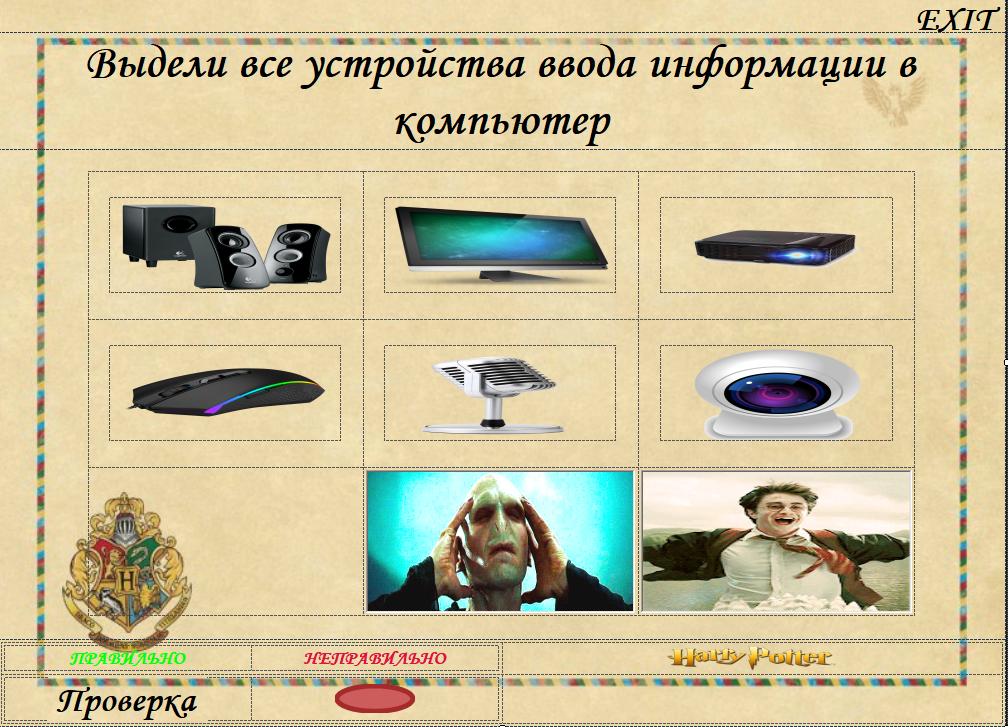 EXIT
Выдели все устройства ввода информации в
компьютер
H
ПРАВИЛЬНО
НЕПРАВИЛЬНО
Harry Potter
Проверка